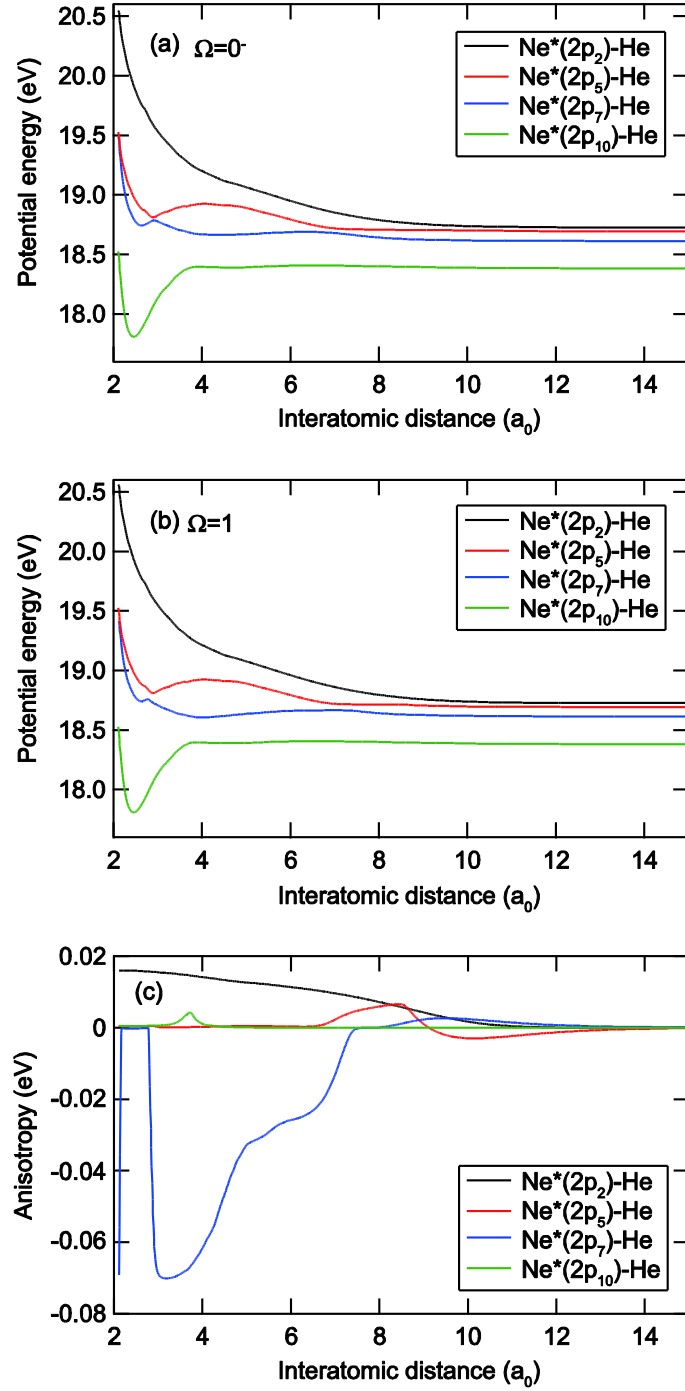 (a) Ω=0⁻
Ne*(2p₂)-He
Ne*(2p₅)-He
Ne*(2p₇)-He
Ne*(2p₁₀)-He
Potential energy (eV)
20.5
20.0
19.5
19.0
18.5
18.0
2 4 6 8 10 12 14
Interatomic distance (a₀)
(b) Ω=1
Ne*(2p₂)-He
Ne*(2p₅)-He
Ne*(2p₇)-He
Ne*(2p₁₀)-He
Potential energy (eV)
20.5
20.0
19.5
19.0
18.5
18.0
2 4 6 8 10 12 14
Interatomic distance (a₀)
(c)
Anisotropy (eV)
0.02
0
-0.02
-0.04
-0.06
-0.08
Ne*(2p₂)-He
Ne*(2p₅)-He
Ne*(2p₇)-He
Ne*(2p₁₀)-He
2 4 6 8 10 12 14
Interatomic distance (a₀)